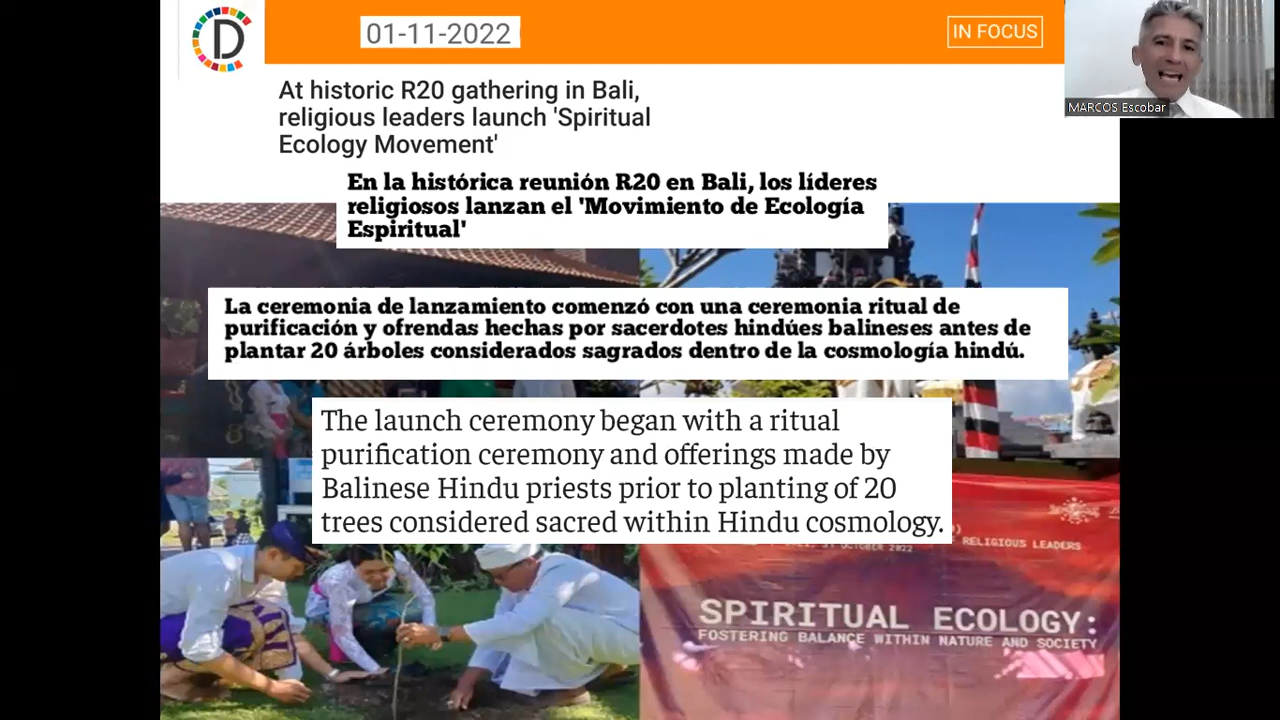 D
01-11-2022
IN FOCUS
MARCOS Escobar
At historic R20 gathering in Bali,
religious leaders launch 'Spiritual
Ecology Movement'
En la histórica reunión R20 en Bali, los líderes
religiosos lanzan el 'Movimiento de Ecología
Espiritual'
La ceremonia de lanzamiento comenzó con una ceremonia ritual de
purificación y ofrendas hechas por sacerdotes hindúes balineses antes de
plantar 20 árboles considerados sagrados dentro de la cosmología hindú.
The launch ceremony began with a ritual
purification ceremony and offerings made by
Balinese Hindu priests prior to planting of 20
trees considered sacred within Hindu cosmology.
OCTOBER 2022
RELIGIOUS LEADERS
SPIRITUAL ECOLOGY:
FOSTERING BALANCE WITHIN NATURE AND SOCIETY